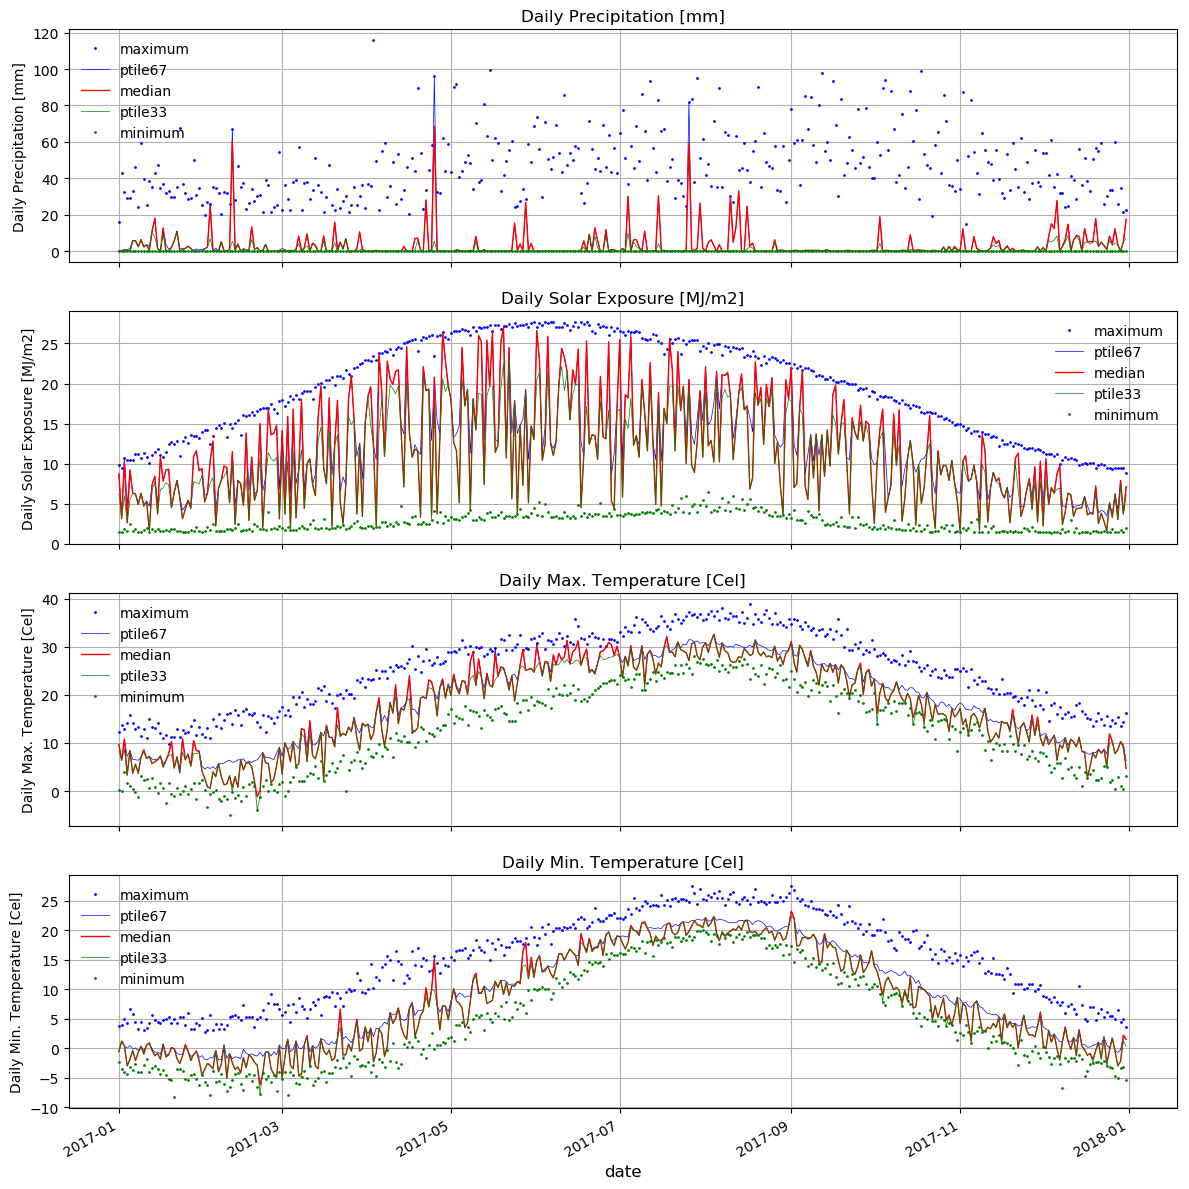 Daily Precipitation [mm]
Daily Precipitation [mm]
120
100
80
60
40
20
0
maximum
ptile67
median
ptile33
minimum
Daily Solar Exposure [MJ/m2]
Daily Solar Exposure [MJ/m2]
25
20
15
10
5
0
maximum
ptile67
median
ptile33
minimum
Daily Max. Temperature [Cel]
Daily Max. Temperature [Cel]
40
30
20
10
0
maximum
ptile67
median
ptile33
minimum
Daily Min. Temperature [Cel]
Daily Min. Temperature [Cel]
25
20
15
10
5
0
−5
−10
maximum
ptile67
median
ptile33
minimum
2017-01
2017-03
2017-05
2017-07
2017-09
2017-11
2018-01
date